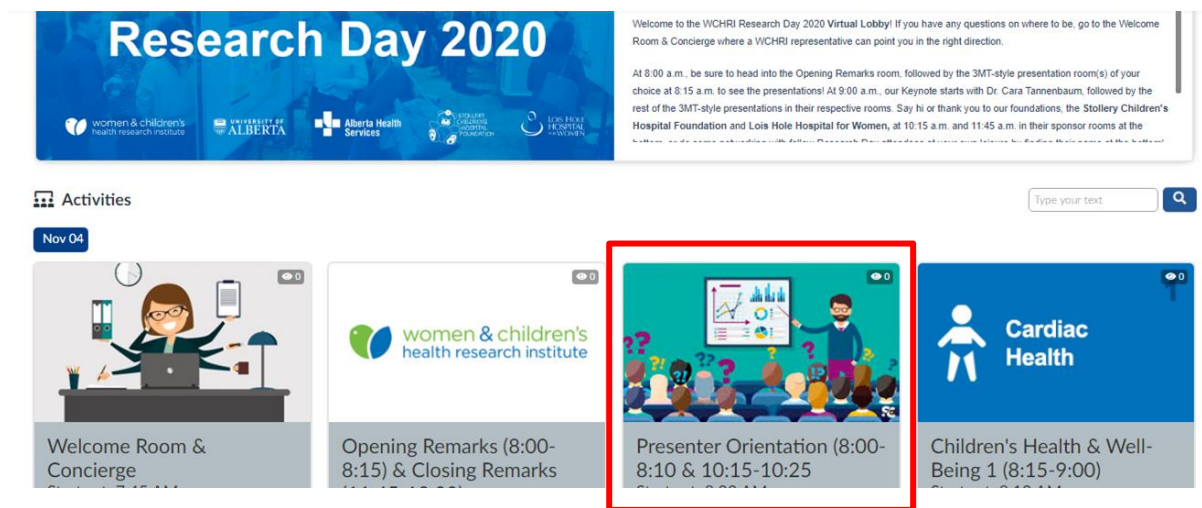 Research Day 2020
women & children's
health research institute
UNIVERSITY OF
ALBERTA
Alberta Health
Services
STOLLERY
CHILDREN'S
HOSPITAL
FOUNDATION
LOIS HOLE
HOSPITAL
WOMEN
Welcome to the WCHRI Research Day 2020 Virtual Lobby! If you have any questions on where to be, go to the Welcome
Room & Concierge where a WCHRI representative can point you in the right direction.
At 8:00 a.m., be sure to head into the Opening Remarks room, followed by the 3MT-style presentation room(s) of your
choice at 8:15 a.m. to see the presentations! At 9:00 a.m., our Keynote starts with Dr. Cara Tannenbaum, followed by the
rest of the 3MT-style presentations in their respective rooms. Say hi or thank you to our foundations, the Stollery Children's
Hospital Foundation and Lois Hole Hospital for Women, at 10:15 a.m. and 11:45 a.m. in their sponsor rooms at the
Activities
Type your text
Nov 04
0
0
0
0
women & children's
health research institute
Cardiac
Health
Welcome Room &
Concierge
Opening Remarks (8:00-
8:15) & Closing Remarks
Presenter Orientation (8:00-
8:10 & 10:15-10:25
Children's Health & Well-
Being 1 (8:15-9:00)